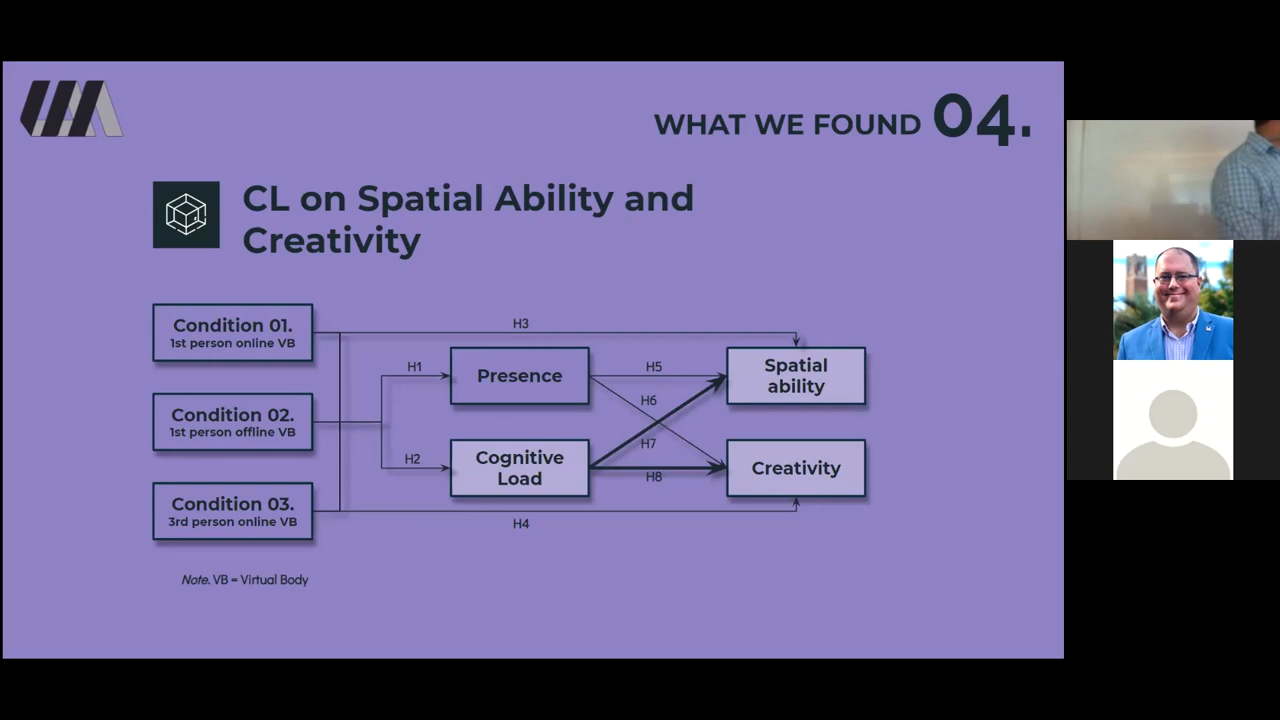 WHAT WE FOUND 04.
CL on Spatial Ability and
Creativity
Condition 01.
1st person online VB
Condition 02.
1st person offline VB
Condition 03.
3rd person online VB
H3
H1
H2
Presence
Cognitive
Load
H5
H6
H7
H8
H4
Spatial
ability
Creativity
Note. VB = Virtual Body